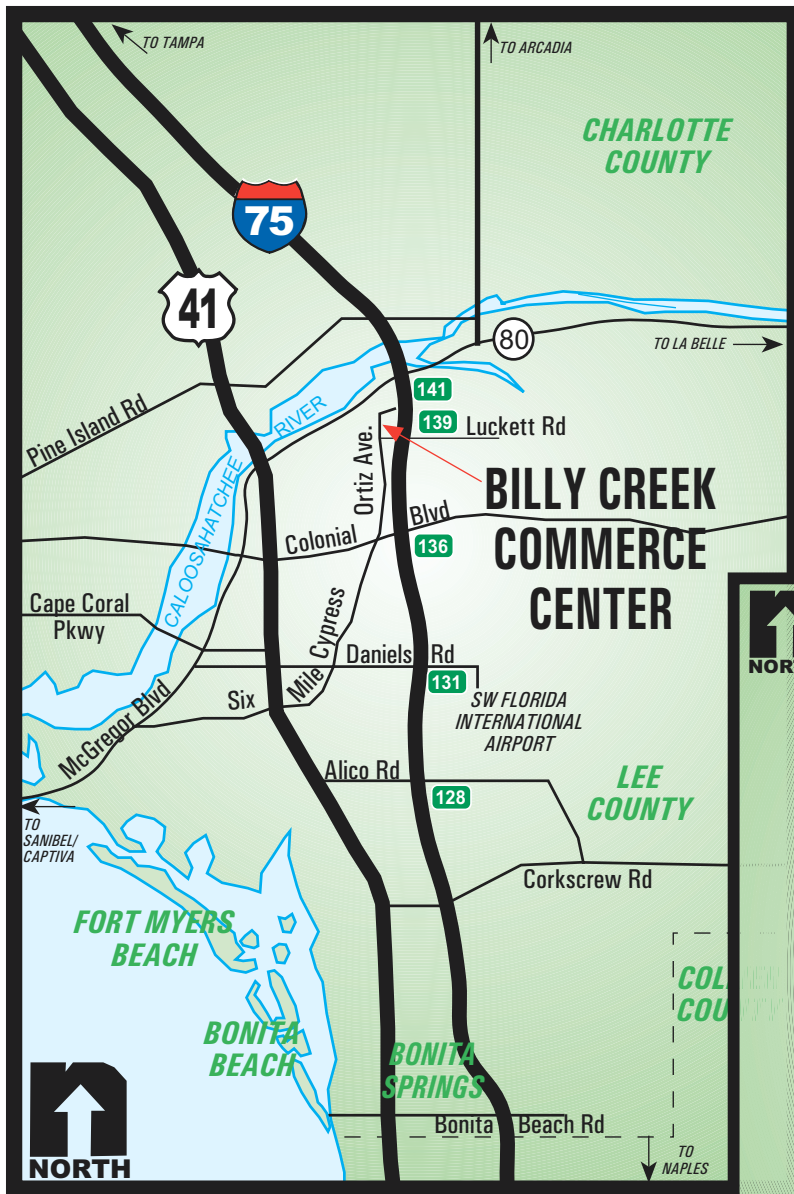 TO TAMPA
TO ARCADIA
CHARLOTTE
COUNTY
75
41
80
TO LA BELLE
141
139
Luckett Rd
Pine Island Rd
CALOOSAHATCHEE
RIVER
Ortiz Ave.
BILLY CREEK
COMMERCE
CENTER
Colonial
Blvd
136
Cape Coral
Pkwy
Six
Mile
Cypress
Daniels
Rd
131
SW FLORIDA
INTERNATIONAL
AIRPORT
McGregor Blvd
Alico Rd
128
LEE
COUNTY
TO
SANIBEL/
CAPTIVA
Corkscrew Rd
FORT MYERS
BEACH
BONITA
BEACH
BONITA
SPRINGS
Bonita
Beach Rd
TO
NAPLES
NORTH